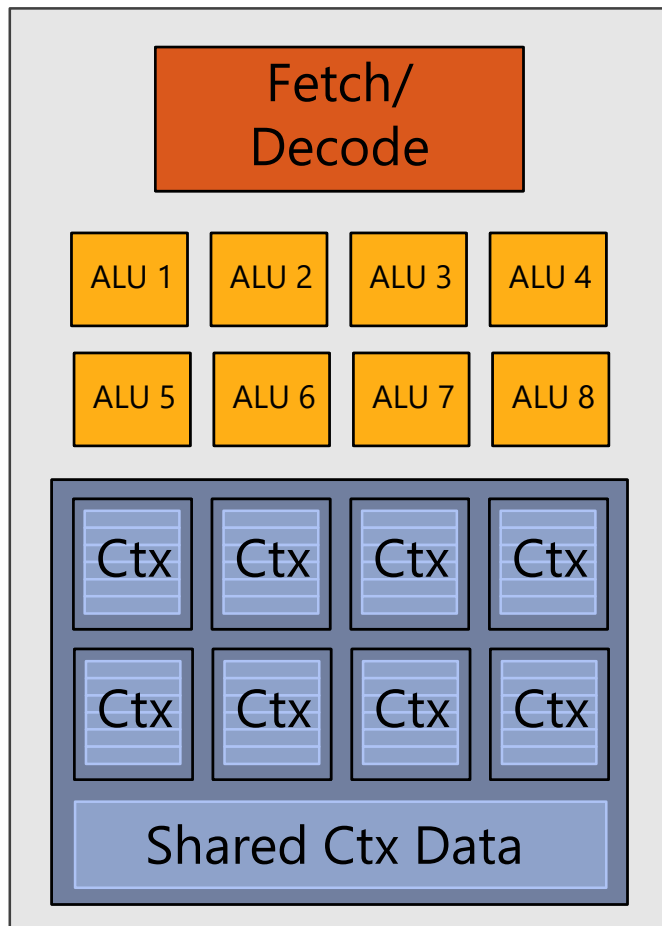 Fetch/
Decode
ALU 1 ALU 2 ALU 3 ALU 4
ALU 5 ALU 6 ALU 7 ALU 8
Ctx Ctx Ctx Ctx
Ctx Ctx Ctx Ctx
Shared Ctx Data